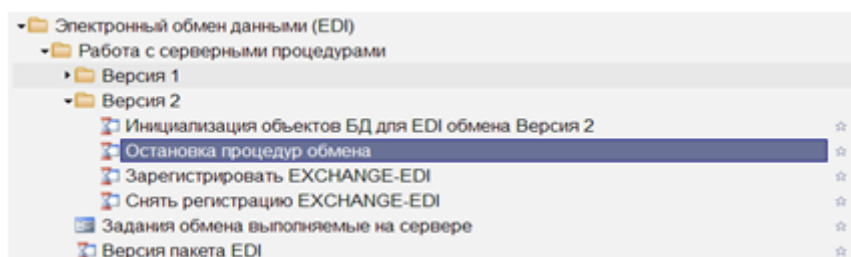 Электронный обмен данными (EDI)
Работа с серверными процедурами
Версия 1
Версия 2
Инициализация объектов БД для EDI обмена Версия 2
Остановка процедур обмена
Зарегистрировать EXCHANGE-EDI
Снять регистрацию EXCHANGE-EDI
Задания обмена выполняемые на сервере
Версия пакета EDI